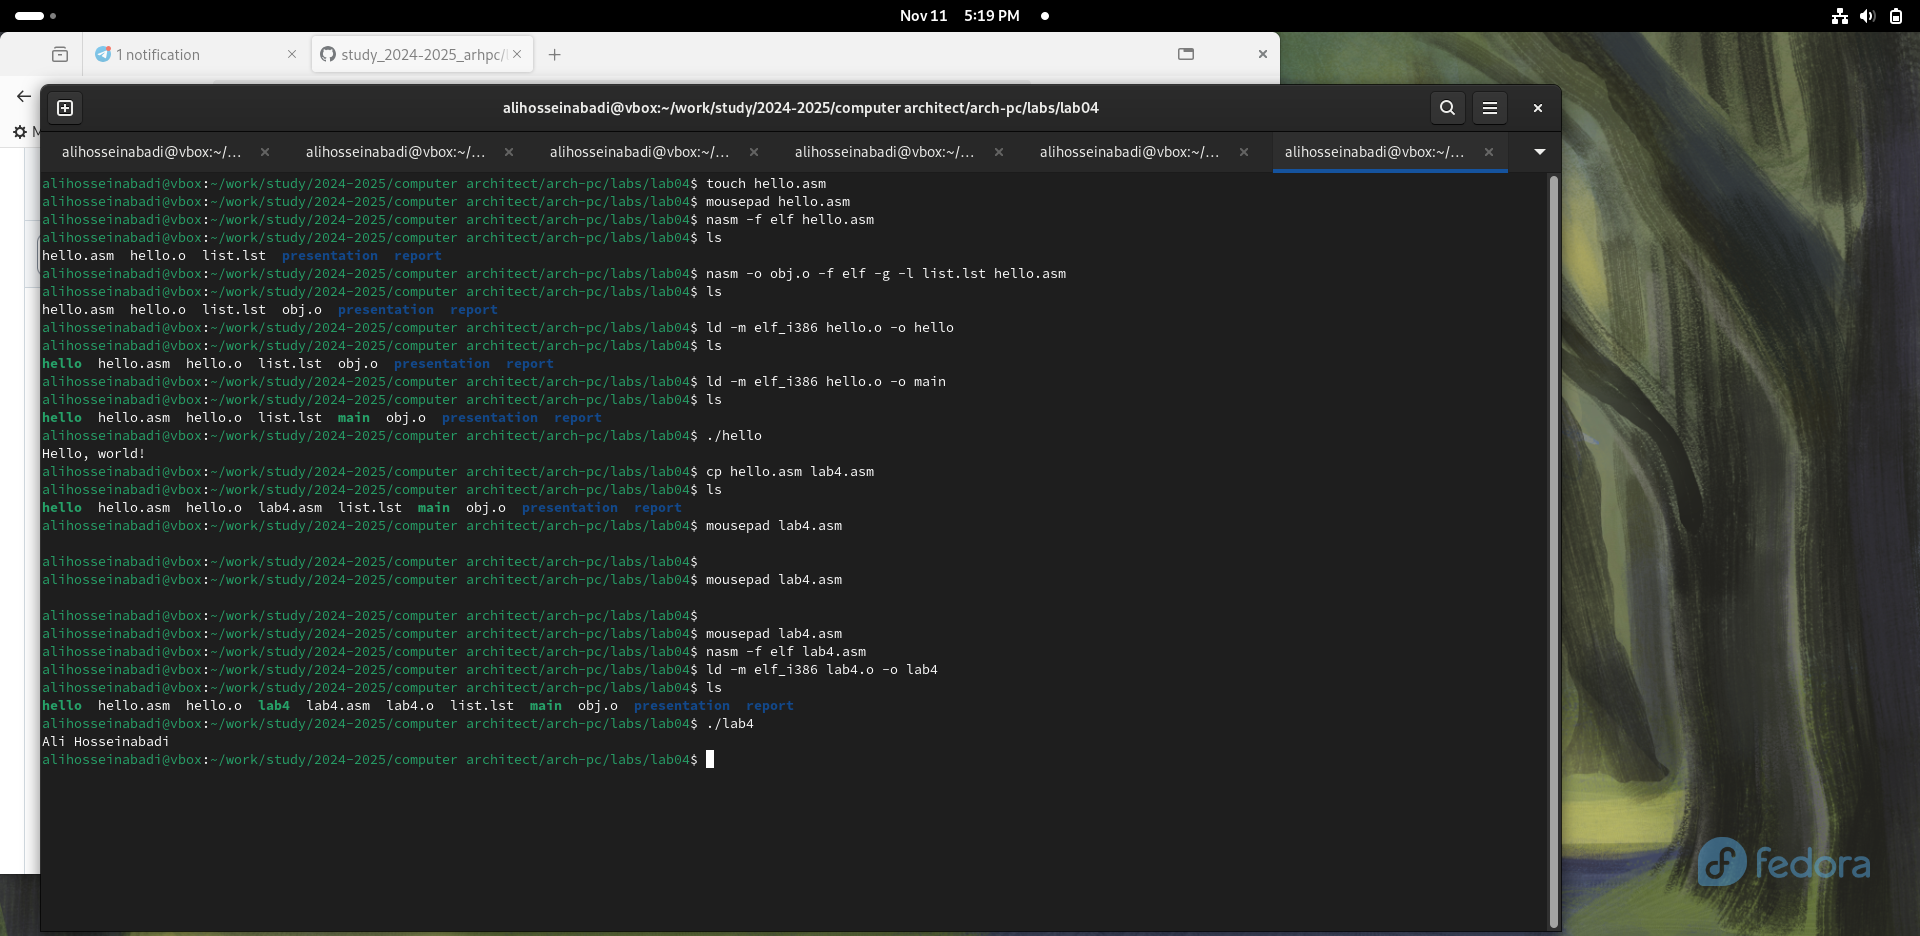 Nov 11 5:19 PM
1 notification
study_2024-2025_arhpc/
alihosseinabadi@vbox:~/work/study/2024-2025/computer architect/arch-pc/labs/lab04
alihosseinabadi@vbox:~/... alihosseinabadi@vbox:~/... alihosseinabadi@vbox:~/... alihosseinabadi@vbox:~/... alihosseinabadi@vbox:~/... alihosseinabadi@vbox:~/...
alihosseinabadi@vbox:~/work/study/2024-2025/computer architect/arch-pc/labs/lab04$ touch hello.asm
alihosseinabadi@vbox:~/work/study/2024-2025/computer architect/arch-pc/labs/lab04$ mousepad hello.asm
alihosseinabadi@vbox:~/work/study/2024-2025/computer architect/arch-pc/labs/lab04$ nasm -f elf hello.asm
alihosseinabadi@vbox:~/work/study/2024-2025/computer architect/arch-pc/labs/lab04$ ls
hello.asm hello.o list.lst presentation report
alihosseinabadi@vbox:~/work/study/2024-2025/computer architect/arch-pc/labs/lab04$ nasm -o obj.o -f elf -g -l list.lst hello.asm
alihosseinabadi@vbox:~/work/study/2024-2025/computer architect/arch-pc/labs/lab04$ ls
hello.asm hello.o list.lst obj.o presentation report
alihosseinabadi@vbox:~/work/study/2024-2025/computer architect/arch-pc/labs/lab04$ ld -m elf_i386 hello.o -o hello
alihosseinabadi@vbox:~/work/study/2024-2025/computer architect/arch-pc/labs/lab04$ ls
hello hello.asm hello.o list.lst obj.o presentation report
alihosseinabadi@vbox:~/work/study/2024-2025/computer architect/arch-pc/labs/lab04$ ld -m elf_i386 hello.o -o main
alihosseinabadi@vbox:~/work/study/2024-2025/computer architect/arch-pc/labs/lab04$ ls
hello hello.asm hello.o list.lst main obj.o presentation report
alihosseinabadi@vbox:~/work/study/2024-2025/computer architect/arch-pc/labs/lab04$ ./hello
Hello, world!
alihosseinabadi@vbox:~/work/study/2024-2025/computer architect/arch-pc/labs/lab04$ cp hello.asm lab4.asm
alihosseinabadi@vbox:~/work/study/2024-2025/computer architect/arch-pc/labs/lab04$ ls
hello hello.asm hello.o lab4.asm list.lst main obj.o presentation report
alihosseinabadi@vbox:~/work/study/2024-2025/computer architect/arch-pc/labs/lab04$ mousepad lab4.asm
alihosseinabadi@vbox:~/work/study/2024-2025/computer architect/arch-pc/labs/lab04$
alihosseinabadi@vbox:~/work/study/2024-2025/computer architect/arch-pc/labs/lab04$ mousepad lab4.asm
alihosseinabadi@vbox:~/work/study/2024-2025/computer architect/arch-pc/labs/lab04$
alihosseinabadi@vbox:~/work/study/2024-2025/computer architect/arch-pc/labs/lab04$ mousepad lab4.asm
alihosseinabadi@vbox:~/work/study/2024-2025/computer architect/arch-pc/labs/lab04$ nasm -f elf lab4.asm
alihosseinabadi@vbox:~/work/study/2024-2025/computer architect/arch-pc/labs/lab04$ ld -m elf_i386 lab4.o -o lab4
alihosseinabadi@vbox:~/work/study/2024-2025/computer architect/arch-pc/labs/lab04$ ls
hello hello.asm hello.o lab4 lab4.asm lab4.o list.lst main obj.o presentation report
alihosseinabadi@vbox:~/work/study/2024-2025/computer architect/arch-pc/labs/lab04$ ./lab4
Ali Hosseinabadi
alihosseinabadi@vbox:~/work/study/2024-2025/computer architect/arch-pc/labs/lab04$
fedora